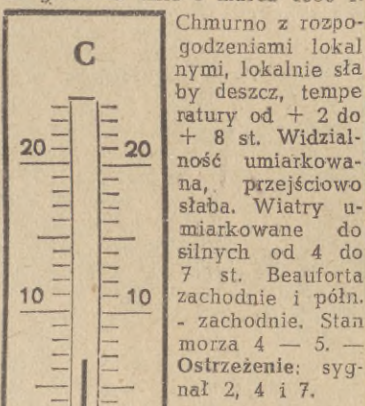 C
20 20
10 10
Chmurno z rozpo-
godzeniami lokal
nymi, lokalnie sła
by deszcz, tempe
ratury od + 2 do
+ 8 st. Widzial-
ność umiarkowa-
na, przejściowo
słaba. Wiatry u-
miarkowane do
silnych od 4 do
7 st. Beauforta
zachodnie i półn.
- zachodnie. Stan
morza 4 — 5. —
Ostrzeżenie: syg-
nał 2, 4 i 7.